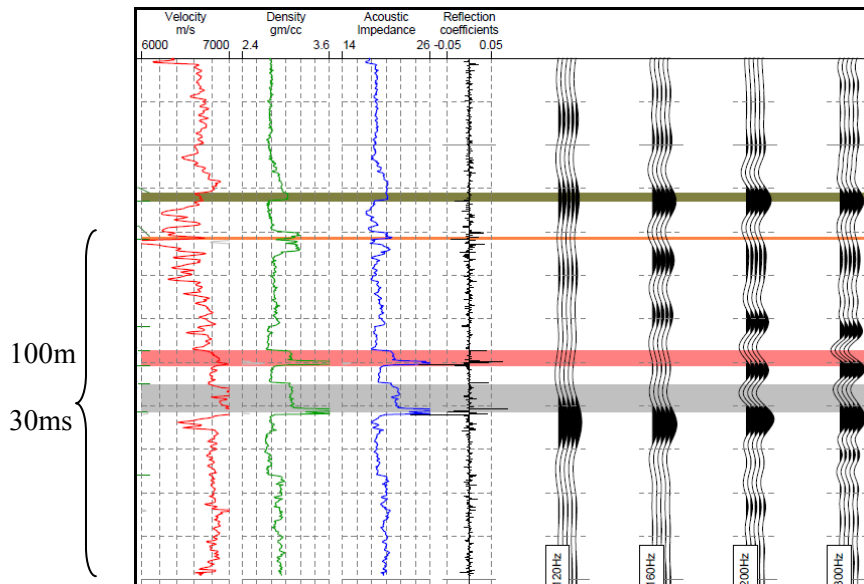 Velocity Density Acoustic Reflection
m/s gm/cc Impedance coefficients
6000 7000 2.4 3.6 14 26 -0.05 0.05
100m
30ms
120Hz 160Hz 200Hz 300Hz